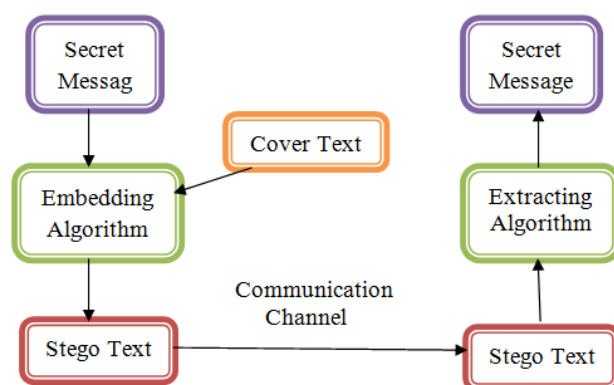 Secret
Messag
Secret
Message
Cover Text
Embedding
Algorithm
Extracting
Algorithm
Communication
Channel
Stego Text
Stego Text